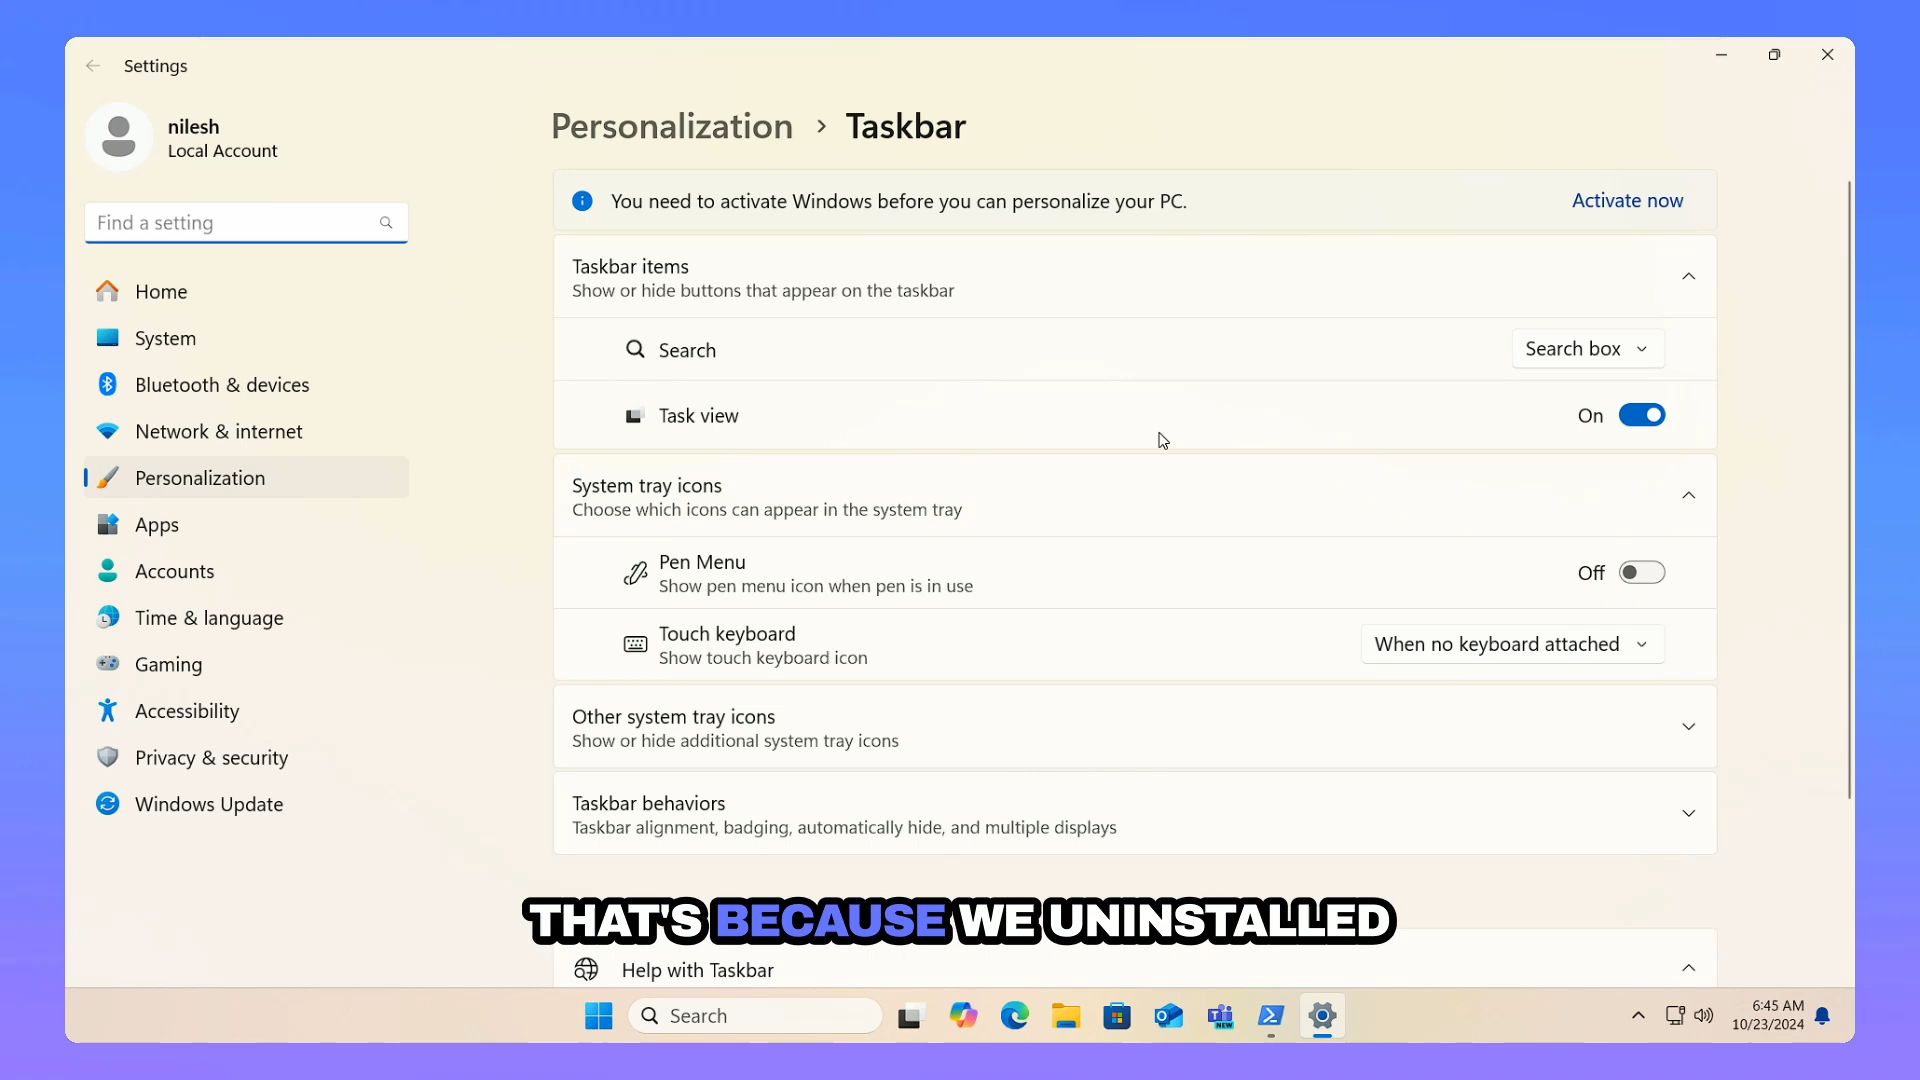 Settings
nilesh
Local Account
Find a setting
Home
System
Bluetooth & devices
Network & internet
Personalization
Apps
Accounts
Time & language
Gaming
Accessibility
Privacy & security
Windows Update
Personalization > Taskbar
You need to activate Windows before you can personalize your PC.
Activate now
Taskbar items
Show or hide buttons that appear on the taskbar
Search
Search box
Task view
On
System tray icons
Choose which icons can appear in the system tray
Pen Menu
Show pen menu icon when pen is in use
Off
Touch keyboard
Show touch keyboard icon
When no keyboard attached
Other system tray icons
Show or hide additional system tray icons
Taskbar behaviors
Taskbar alignment, badging, automatically hide, and multiple displays
THAT'S BECAUSE WE UNINSTALLED
Help with Taskbar
Search
NEW
6:45 AM
10/23/2024